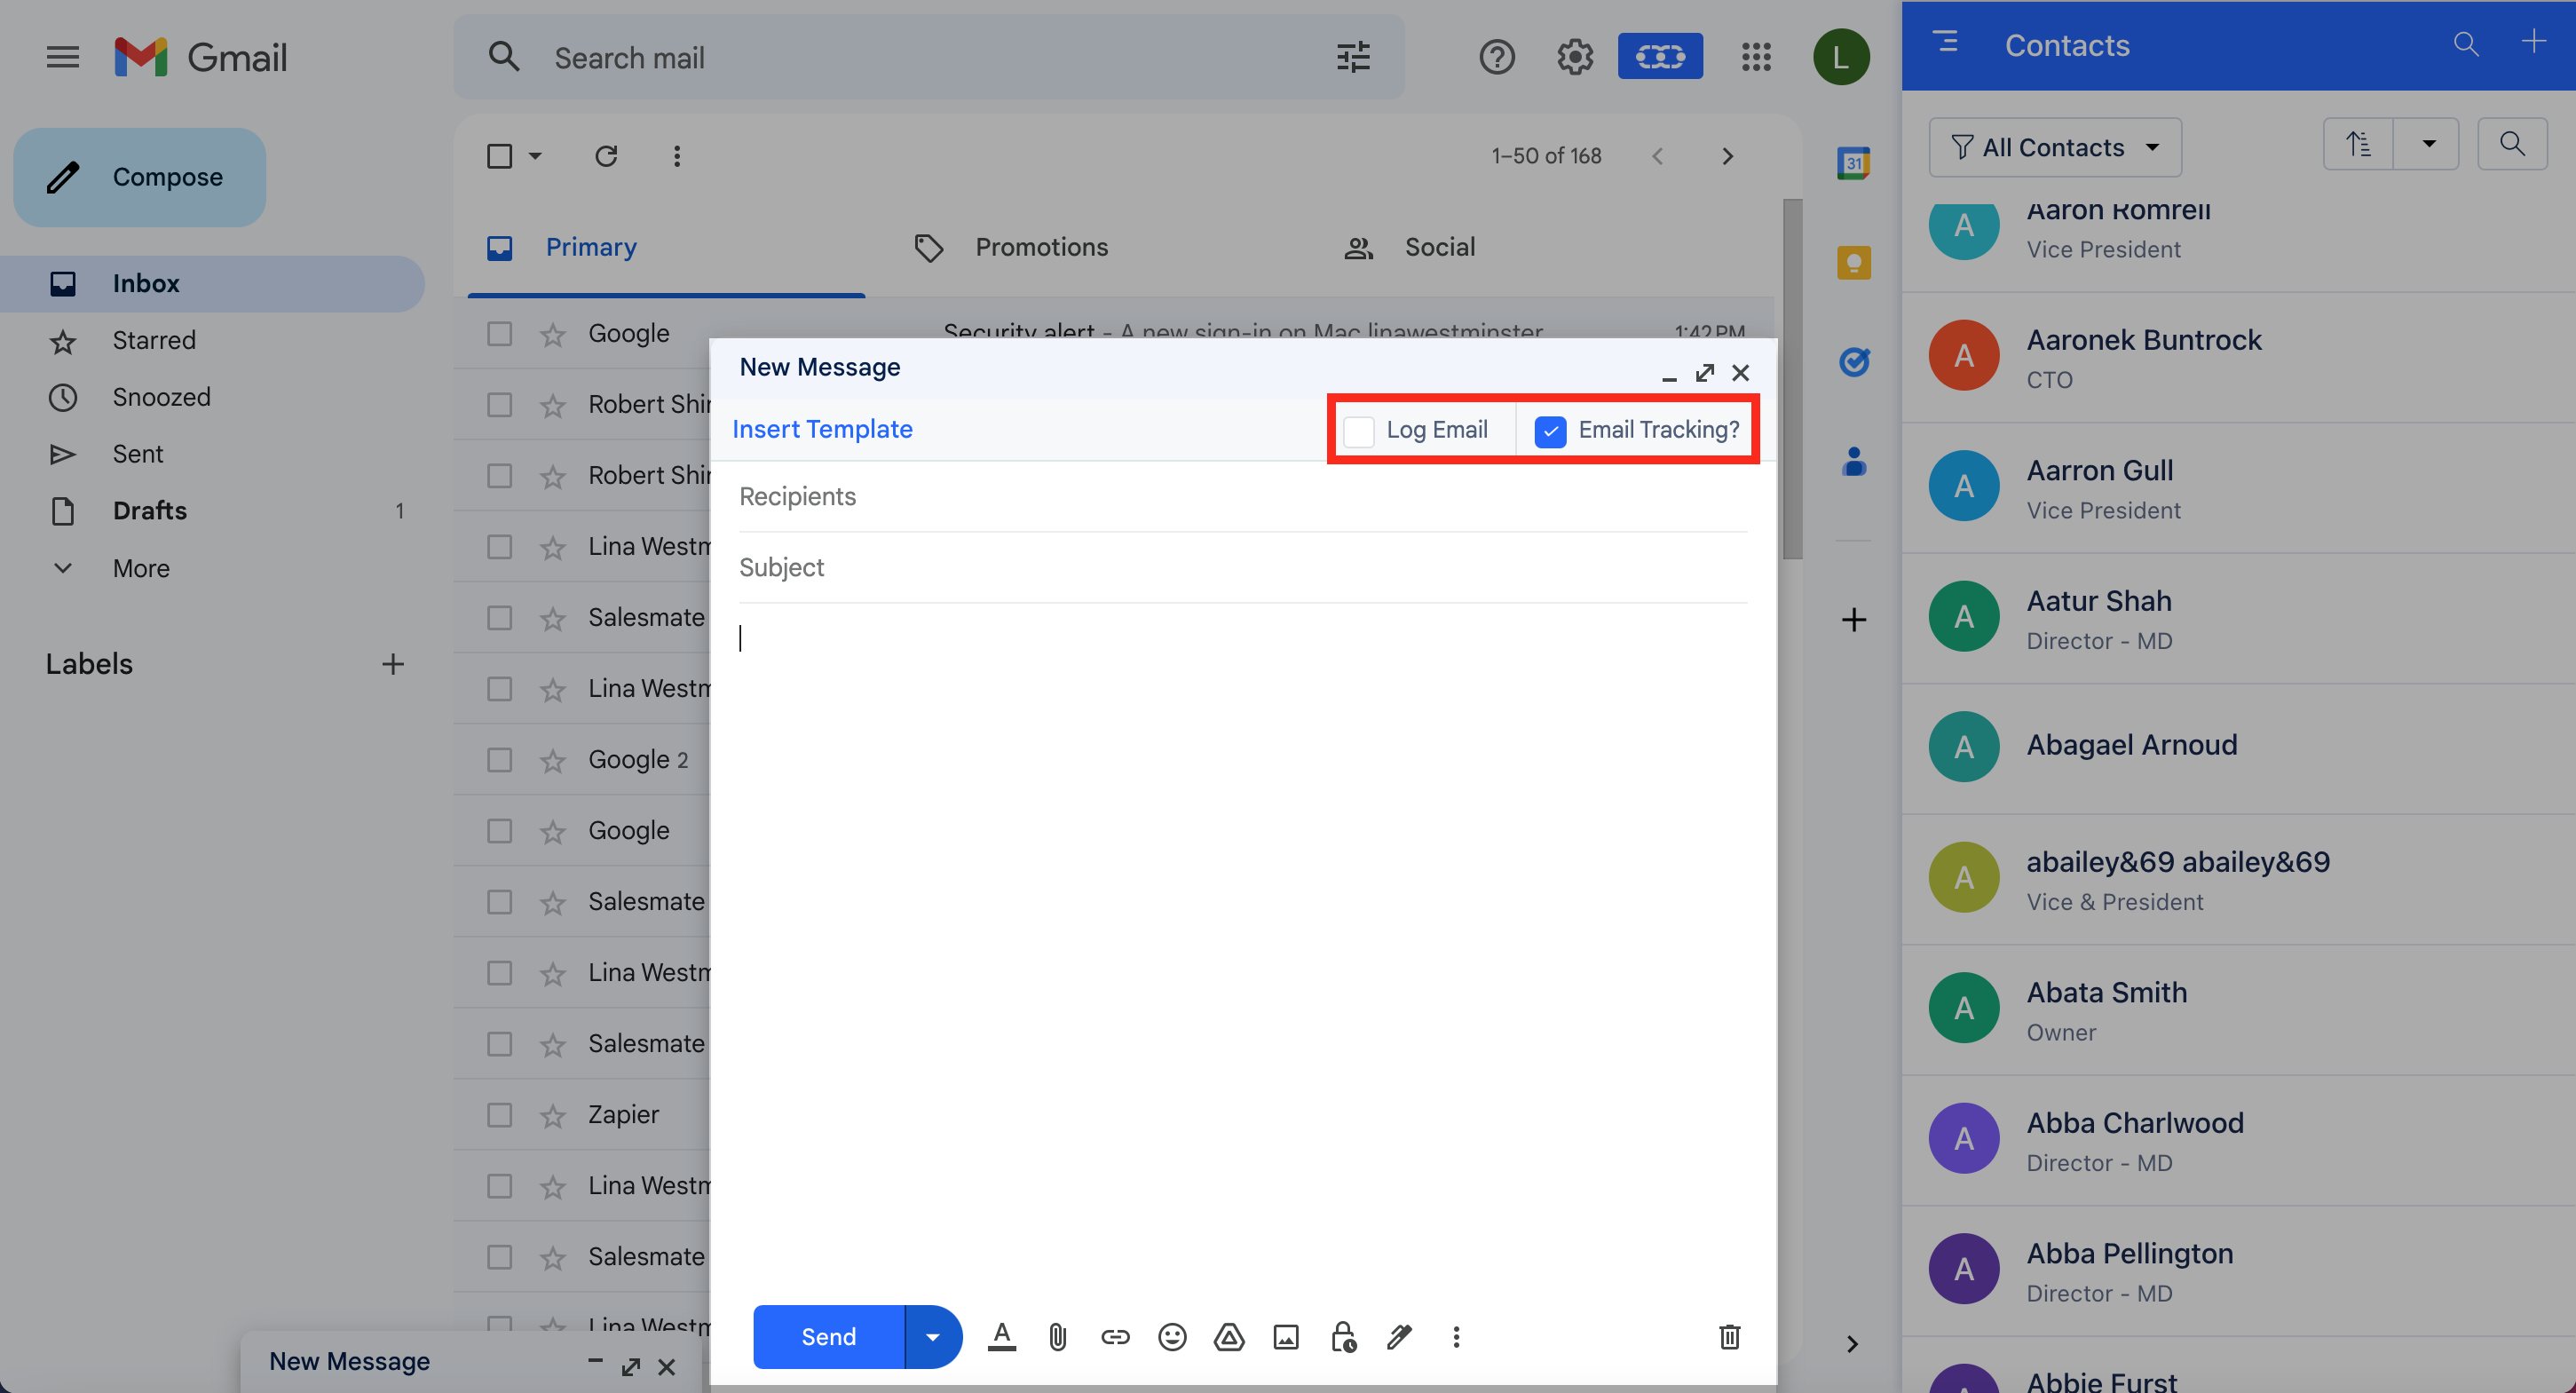 Gmail
Search mail
L
Compose
Inbox
Starred
Snoozed
Sent
Drafts 1
More
Labels
1–50 of 168
Primary
Promotions
Social
Google Security alert - A new sign-in on Mac linawestminster 1:42 PM
Robert Shir
Robert Shir
Lina Westm
Salesmate
Lina Westm
Google 2
Google
Salesmate
Lina Westm
Salesmate
Zapier
Lina Westm
Salesmate
Lina Westm
New Message
New Message
Insert Template
Log Email
Email Tracking?
Recipients
Subject
Send
31
Contacts
All Contacts
A
Aaron Romrell
Vice President
A
Aaronek Buntrock
CTO
A
Aarron Gull
Vice President
A
Aatur Shah
Director - MD
A
Abagael Arnoud
A
abailey&69 abailey&69
Vice & President
A
Abata Smith
Owner
A
Abba Charlwood
Director - MD
A
Abba Pellington
Director - MD
A
Abbie Furst